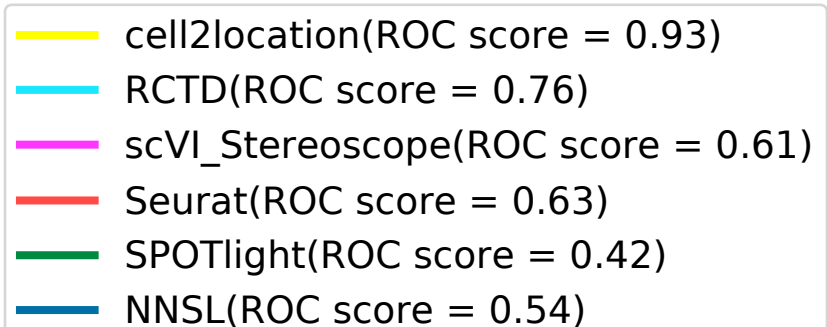 cell2location(ROC score = 0.93)
RCTD(ROC score = 0.76)
scVI_Stereoscope(ROC score = 0.61)
Seurat(ROC score = 0.63)
SPOTlight(ROC score = 0.42)
NNSL(ROC score = 0.54)